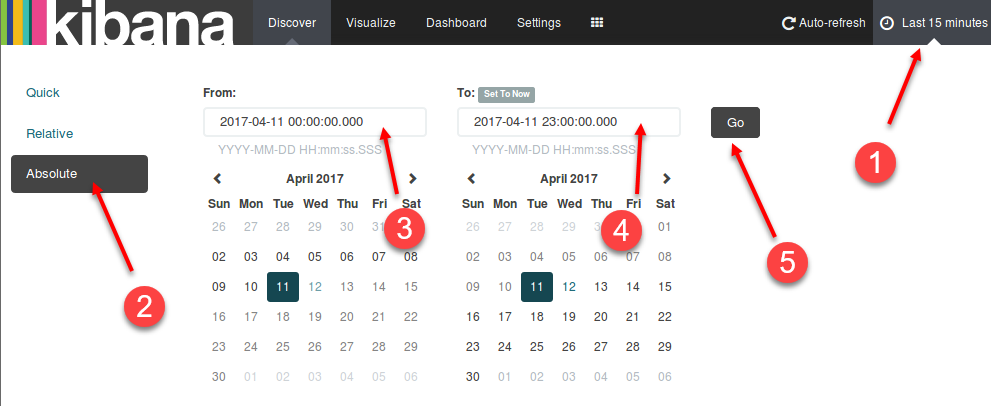 kibana Discover Visualize Dashboard Settings Auto-refresh Last 15 minutes
1
Quick
Relative
Absolute
2
From:
2017-04-11 00:00:00.000
YYYY-MM-DD HH:mm:ss.SSS
3
April 2017
Sun Mon Tue Wed Thu Fri Sat
26 27 28 29 30 31 01
02 03 04 05 06 07 08
09 10 11 12 13 14 15
16 17 18 19 20 21 22
23 24 25 26 27 28 29
30 01 02 03 04 05 06
To: Set To Now
2017-04-11 23:00:00.000
YYYY-MM-DD HH:mm:ss.SSS
4
April 2017
Sun Mon Tue Wed Thu Fri Sat
26 27 28 29 30 01
02 03 04 05 06 07 08
09 10 11 12 13 14 15
16 17 18 19 20 21 22
23 24 25 26 27 28 29
30 01 02 03 04 05 06
Go
5